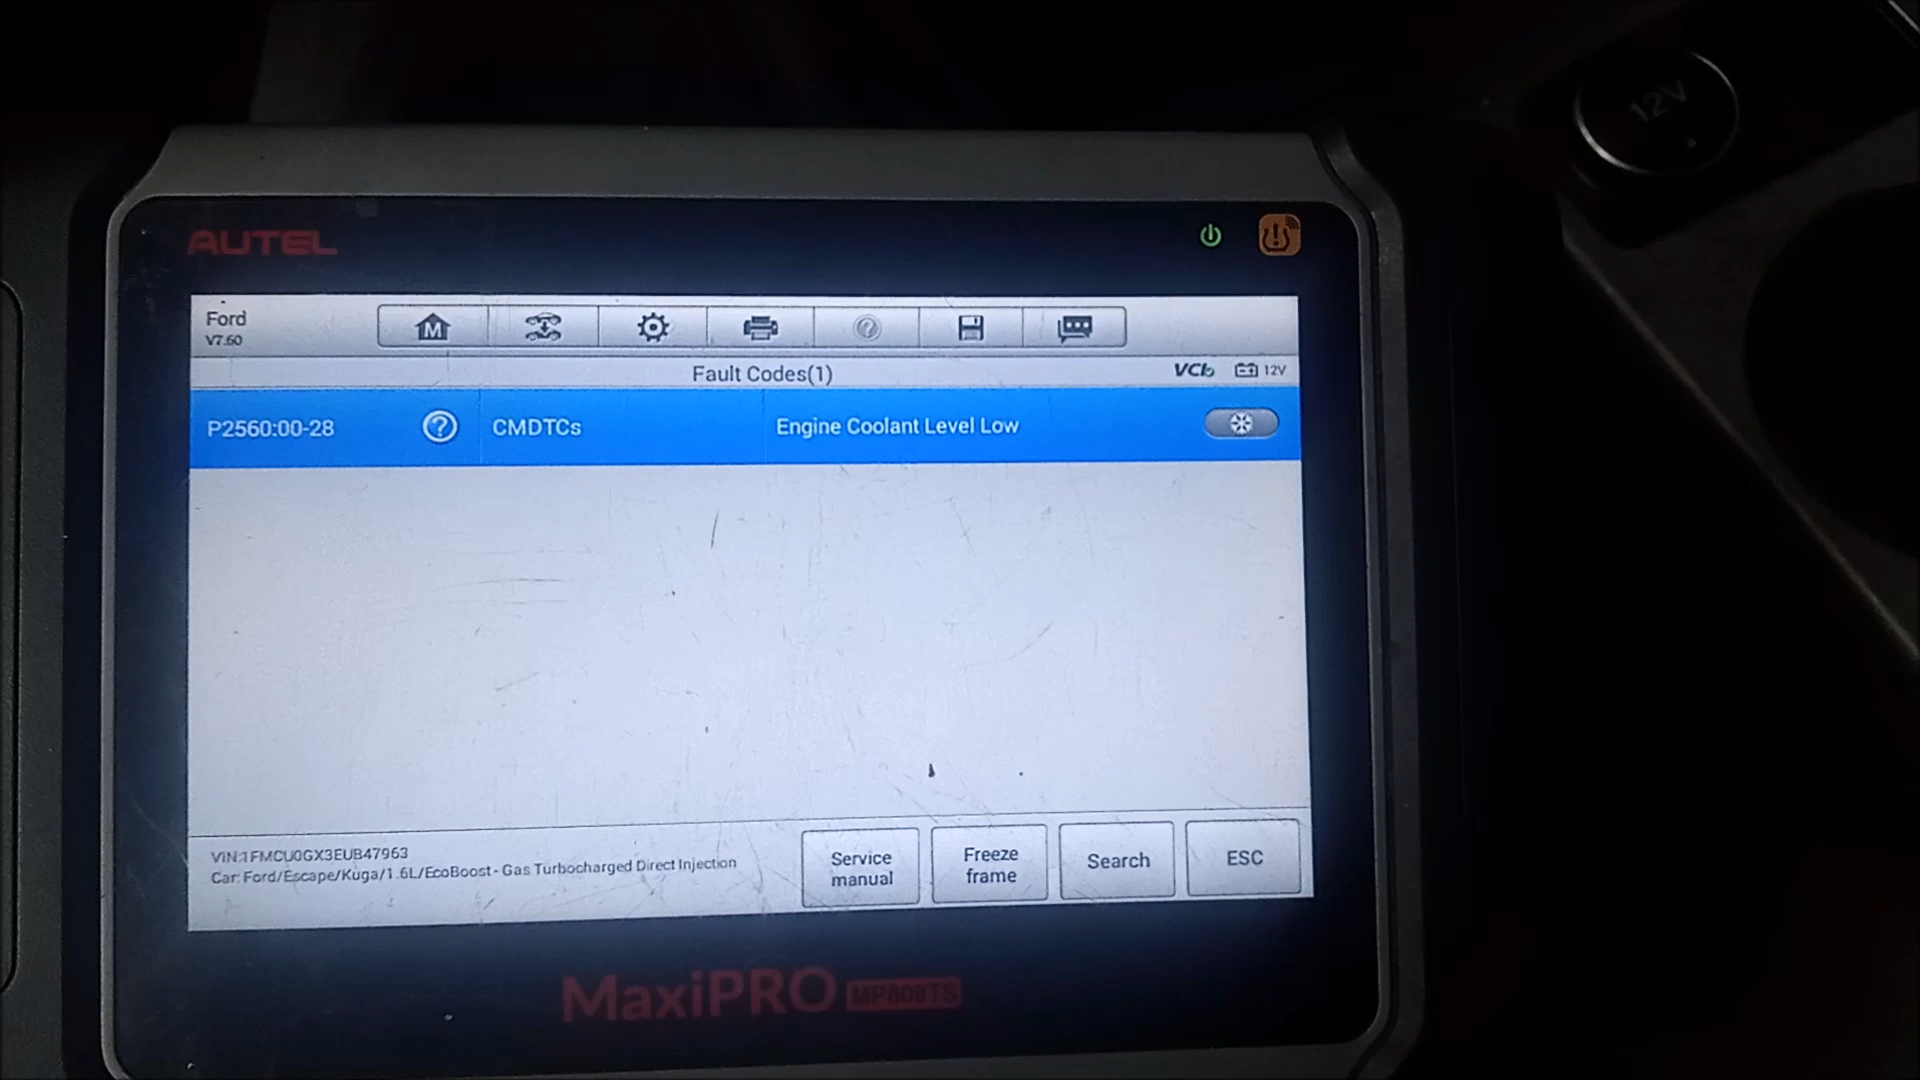 12V
AUTEL
Ford
V7.60
M
Fault Codes(1)
VCI
12V
P2560:00-28
?
CMDTCs
Engine Coolant Level Low
VIN:1FMCU0GX3EUB47963
Car: Ford/Escape/Kuga/1.6L/EcoBoost - Gas Turbocharged Direct Injection
Service
manual
Freeze
frame
Search
ESC
MaxiPRO MP808TS